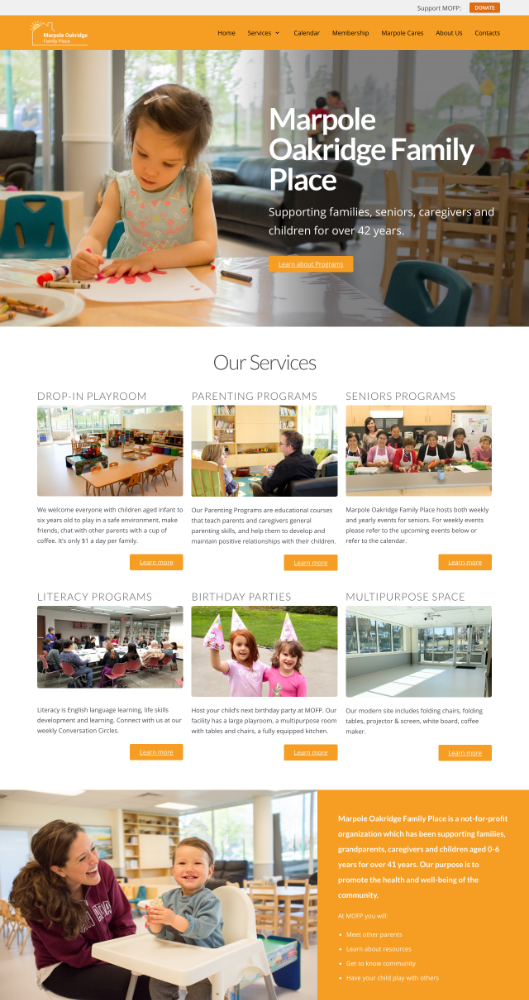 Support MOFP:
DONATE
Marpole Oakridge
Family Place
Home
Services
Calendar
Membership
Marpole Cares
About Us
Contacts
Marpole
Oakridge Family
Place
Supporting families, seniors, caregivers and
children for over 42 years.
Learn about Programs
Our Services
DROP-IN PLAYROOM
We welcome everyone with children aged infant to
six years old to play in a safe environment, make
friends, chat with other parents with a cup of
coffee. It's only $1 a day per family.
Learn more
PARENTING PROGRAMS
Our Parenting Programs are educational courses
that teach parents and caregivers general
parenting skills, and help them to develop and
maintain positive relationships with their children.
Learn more
SENIORS PROGRAMS
Marpole Oakridge Family Place hosts both weekly
and yearly events for seniors. For weekly events
please refer to the upcoming events below or
refer to the calendar.
Learn more
LITERACY PROGRAMS
Literacy is English language learning, life skills
development and learning. Connect with us at our
weekly Conversation Circles.
Learn more
BIRTHDAY PARTIES
Host your child's next birthday party at MOFP. Our
facility has a large playroom, a multipurpose room
with tables and chairs, a fully equipped kitchen.
Learn more
MULTIPURPOSE SPACE
Our modern site includes folding chairs, folding
tables, projector & screen, white board, coffee
maker.
Learn more
Marpole Oakridge Family Place is a not-for-profit
organization which has been supporting families,
grandparents, caregivers and children aged 0-6
years for over 41 years. Our purpose is to
promote the health and well-being of the
community.
At MOFP you will:
• Meet other parents
• Learn about resources
• Get to know community
• Have your child play with others